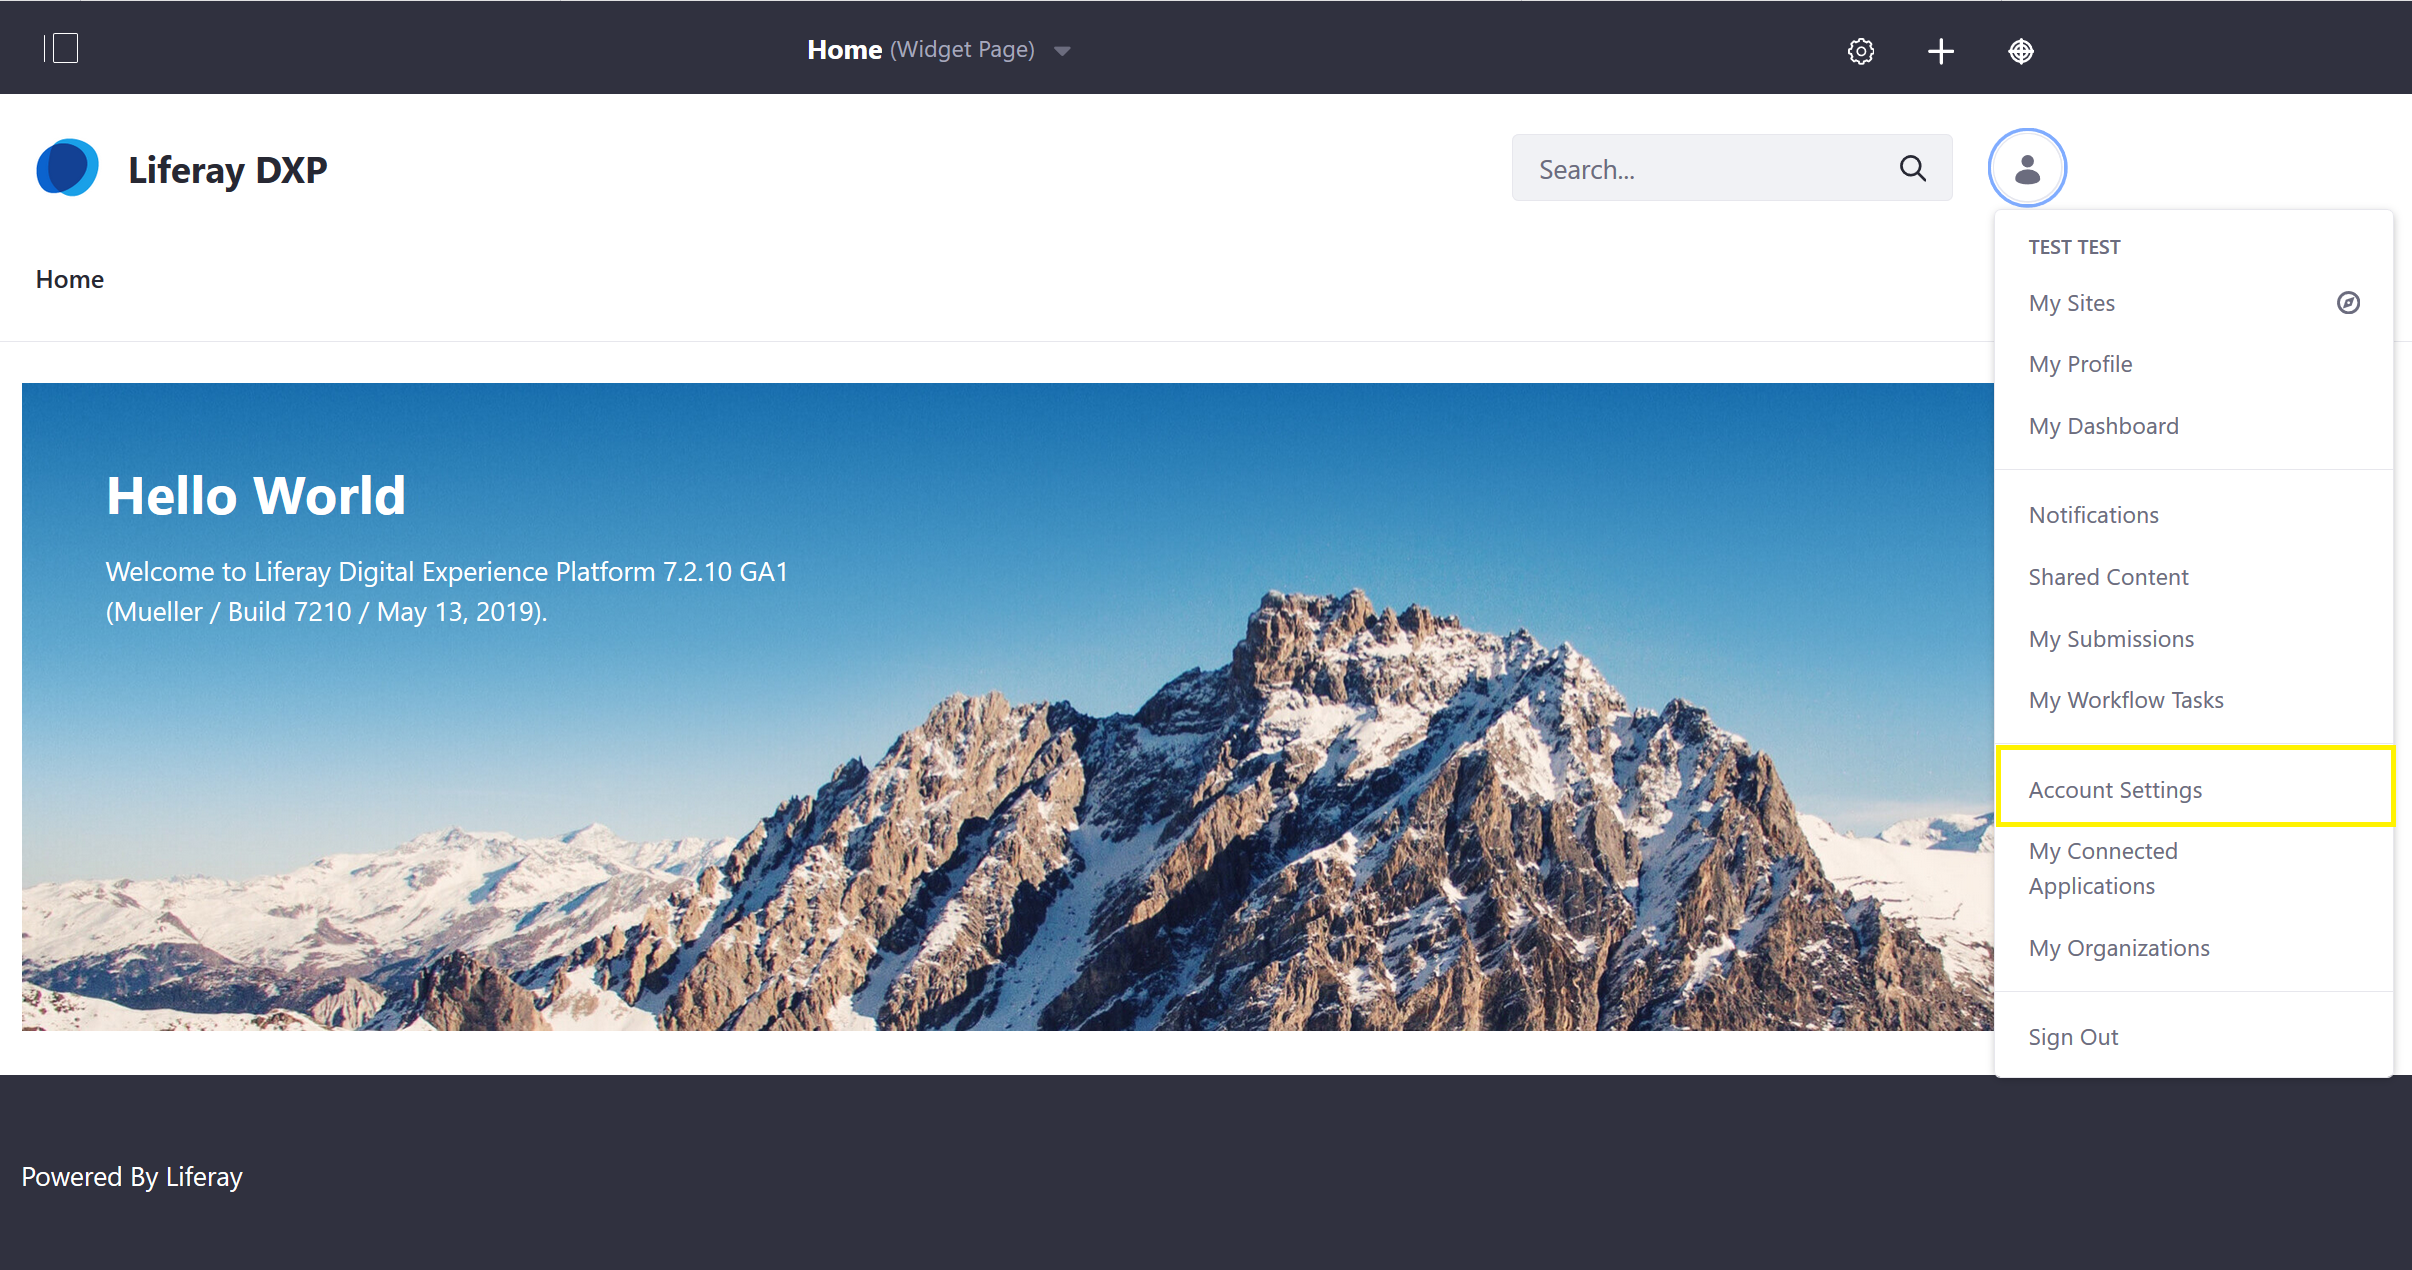 Home (Widget Page)
Liferay DXP
Search...
Home
Hello World
Welcome to Liferay Digital Experience Platform 7.2.10 GA1
(Mueller / Build 7210 / May 13, 2019).
TEST TEST
My Sites
My Profile
My Dashboard
Notifications
Shared Content
My Submissions
My Workflow Tasks
Account Settings
My Connected
Applications
My Organizations
Sign Out
Powered By Liferay